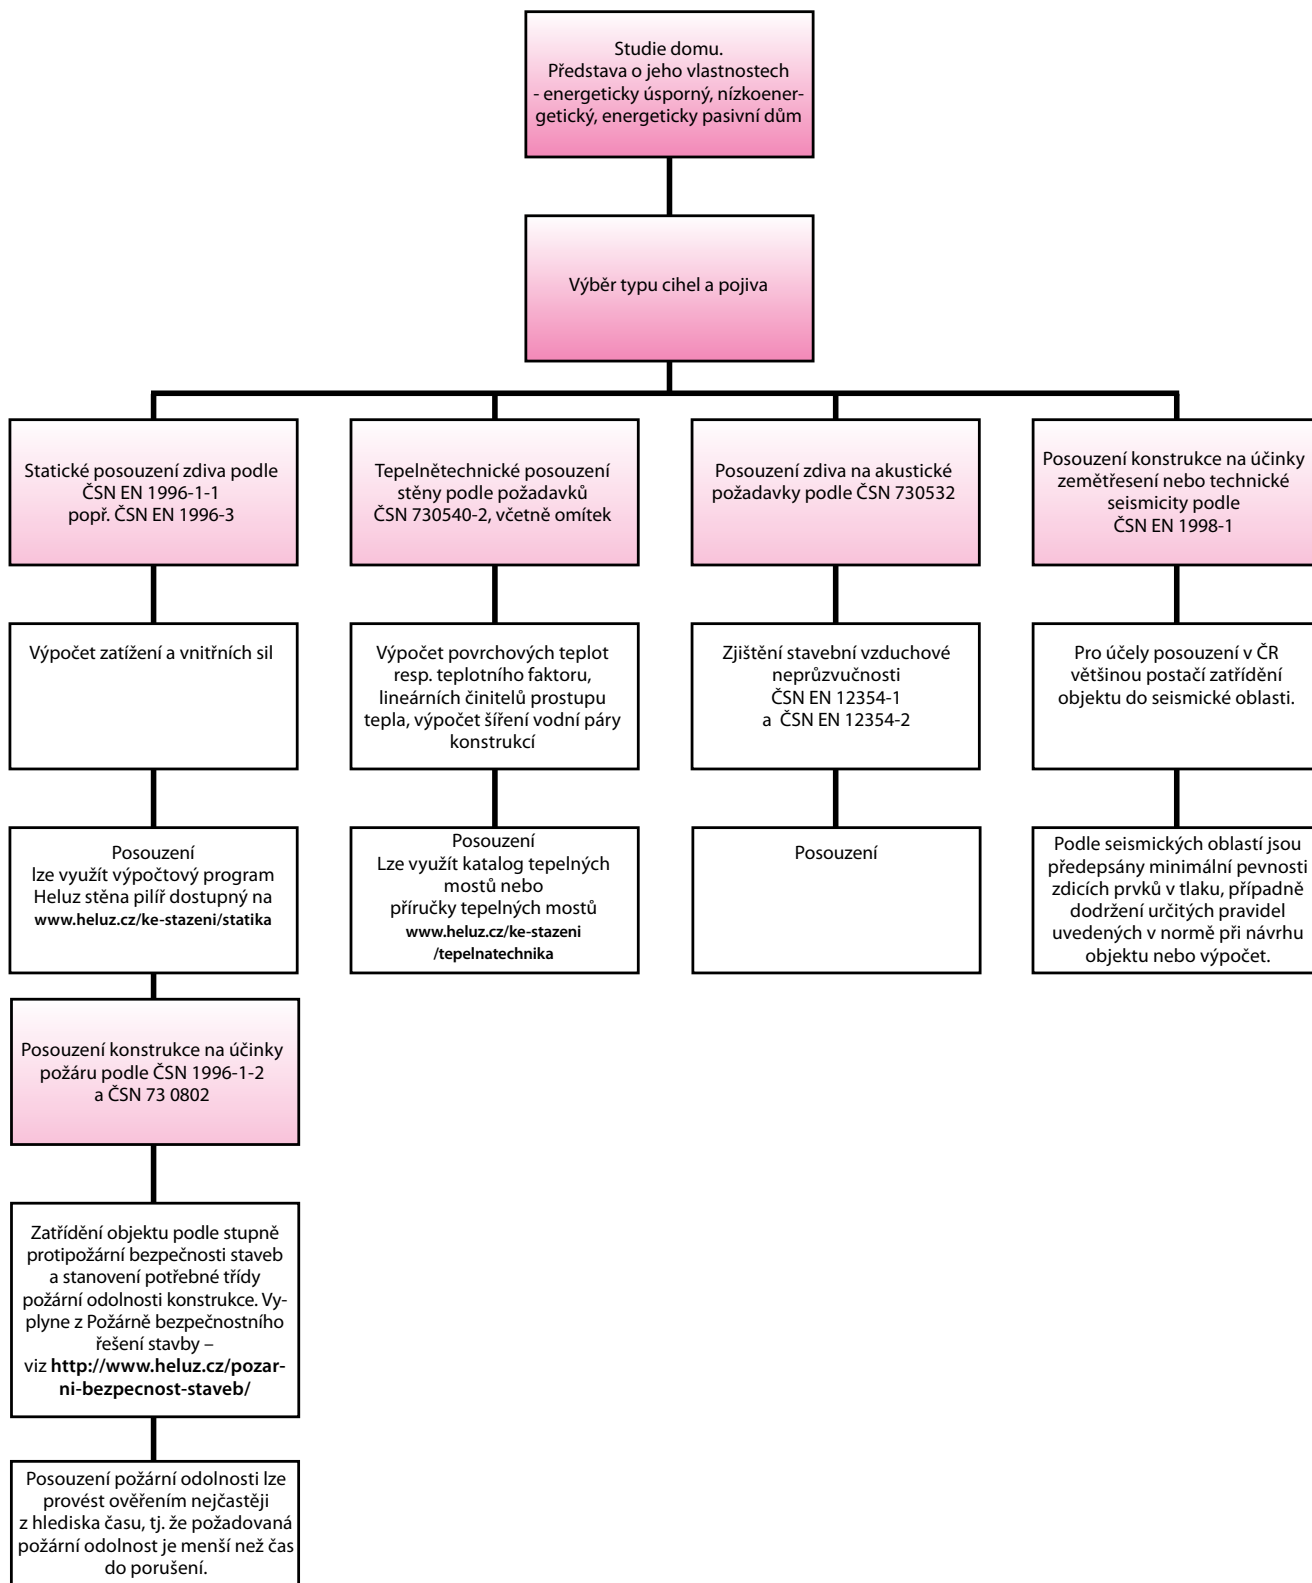 Studie domu.
Představa o jeho vlastnostech
- energeticky úsporný, nízkoener-
getický, energeticky pasivní dům
Výběr typu cihel a pojiva
Statické posouzení zdiva podle
ČSN EN 1996-1-1
popř. ČSN EN 1996-3
Tepelnětechnické posouzení
stěny podle požadavků
ČSN 730540-2, včetně omítek
Posouzení zdiva na akustické
požadavky podle ČSN 730532
Posouzení konstrukce na účinky
zemětřesení nebo technické
seismicity podle
ČSN EN 1998-1
Výpočet zatížení a vnitřních sil
Výpočet povrchových teplot
resp. teplotního faktoru,
lineárních činitelů prostupu
tepla, výpočet šíření vodní páry
konstrukcí
Zjištění stavební vzduchové
neprůzvučnosti
ČSN EN 12354-1
a ČSN EN 12354-2
Pro účely posouzení v ČR
většinou postačí zatřídění
objektu do seismické oblasti.
Posouzení
lze využít výpočtový program
Heluz stěna pilíř dostupný na
www.heluz.cz/ke-stazeni/statika
Posouzení
Lze využít katalog tepelných
mostů nebo
příručky tepelných mostů
www.heluz.cz/ke-stazeni
/tepelnatechnika
Posouzení
Podle seismických oblastí jsou
předepsány minimální pevnosti
zdicích prvků v tlaku, případně
dodržení určitých pravidel
uvedených v normě při návrhu
objektu nebo výpočet.
Posouzení konstrukce na účinky
požáru podle ČSN 1996-1-2
a ČSN 73 0802
Zatřídění objektu podle stupně
protipožární bezpečnosti staveb
a stanovení potřebné třídy
požární odolnosti konstrukce. Vy-
plyne z Požárně bezpečnostního
řešení stavby –
viz http://www.heluz.cz/pozar-
ni-bezpecnost-staveb/
Posouzení požární odolnosti lze
provést ověřením nejčastěji
z hlediska času, tj. že požadovaná
požární odolnost je menší než čas
do porušení.